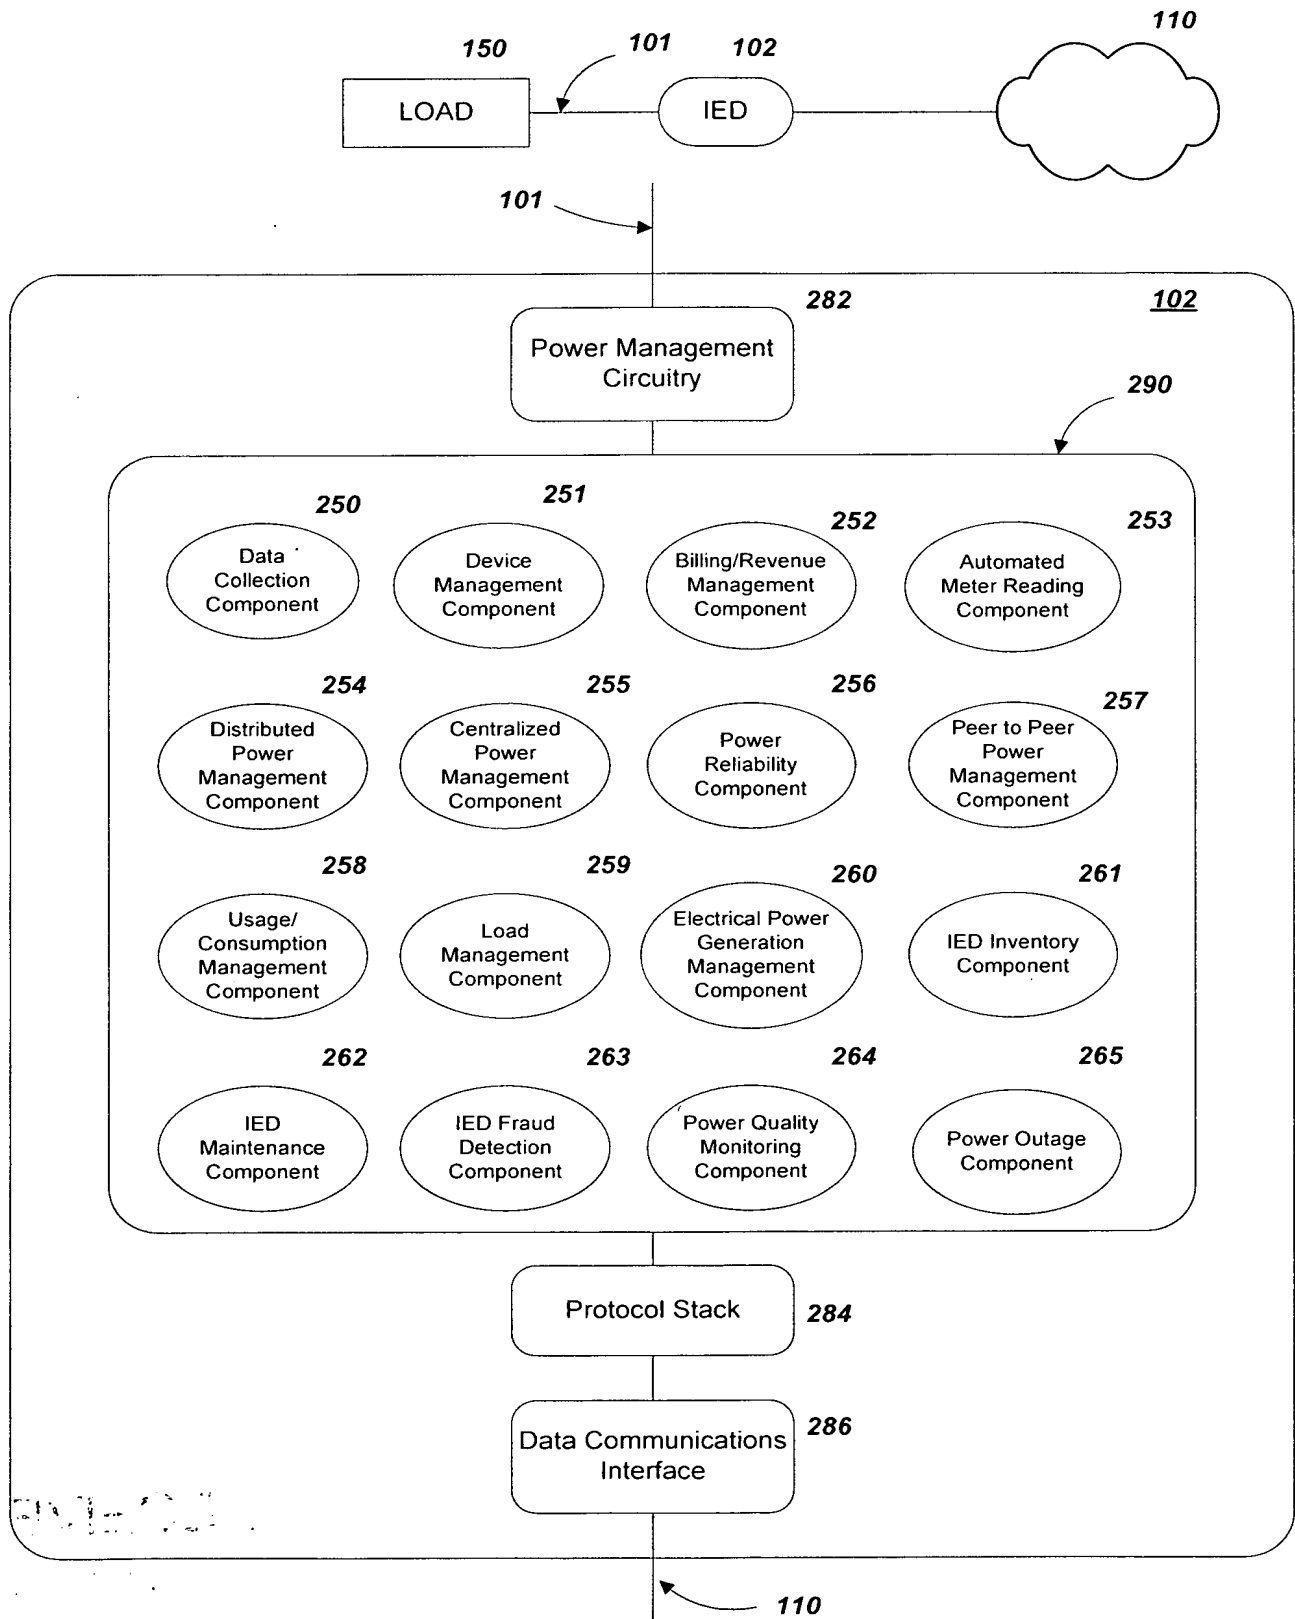 110
101
102
150
LOAD
IED
101
282
102
Power Management
Circuitry
290
250
251
252
253
Data
Collection
Component
Device
Management
Component
Billing/Revenue
Management
Component
Automated
Meter Reading
Component
254
255
256
257
Distributed
Power
Management
Component
Centralized
Power
Management
Component
Power
Reliability
Component
Peer to Peer
Power
Management
Component
258
259
260
261
Usage/
Consumption
Management
Component
Load
Management
Component
Electrical Power
Generation
Management
Component
IED Inventory
Component
262
263
264
265
IED
Maintenance
Component
IED Fraud
Detection
Component
Power Quality
Monitoring
Component
Power Outage
Component
Protocol Stack
284
Data Communications
Interface
286
110